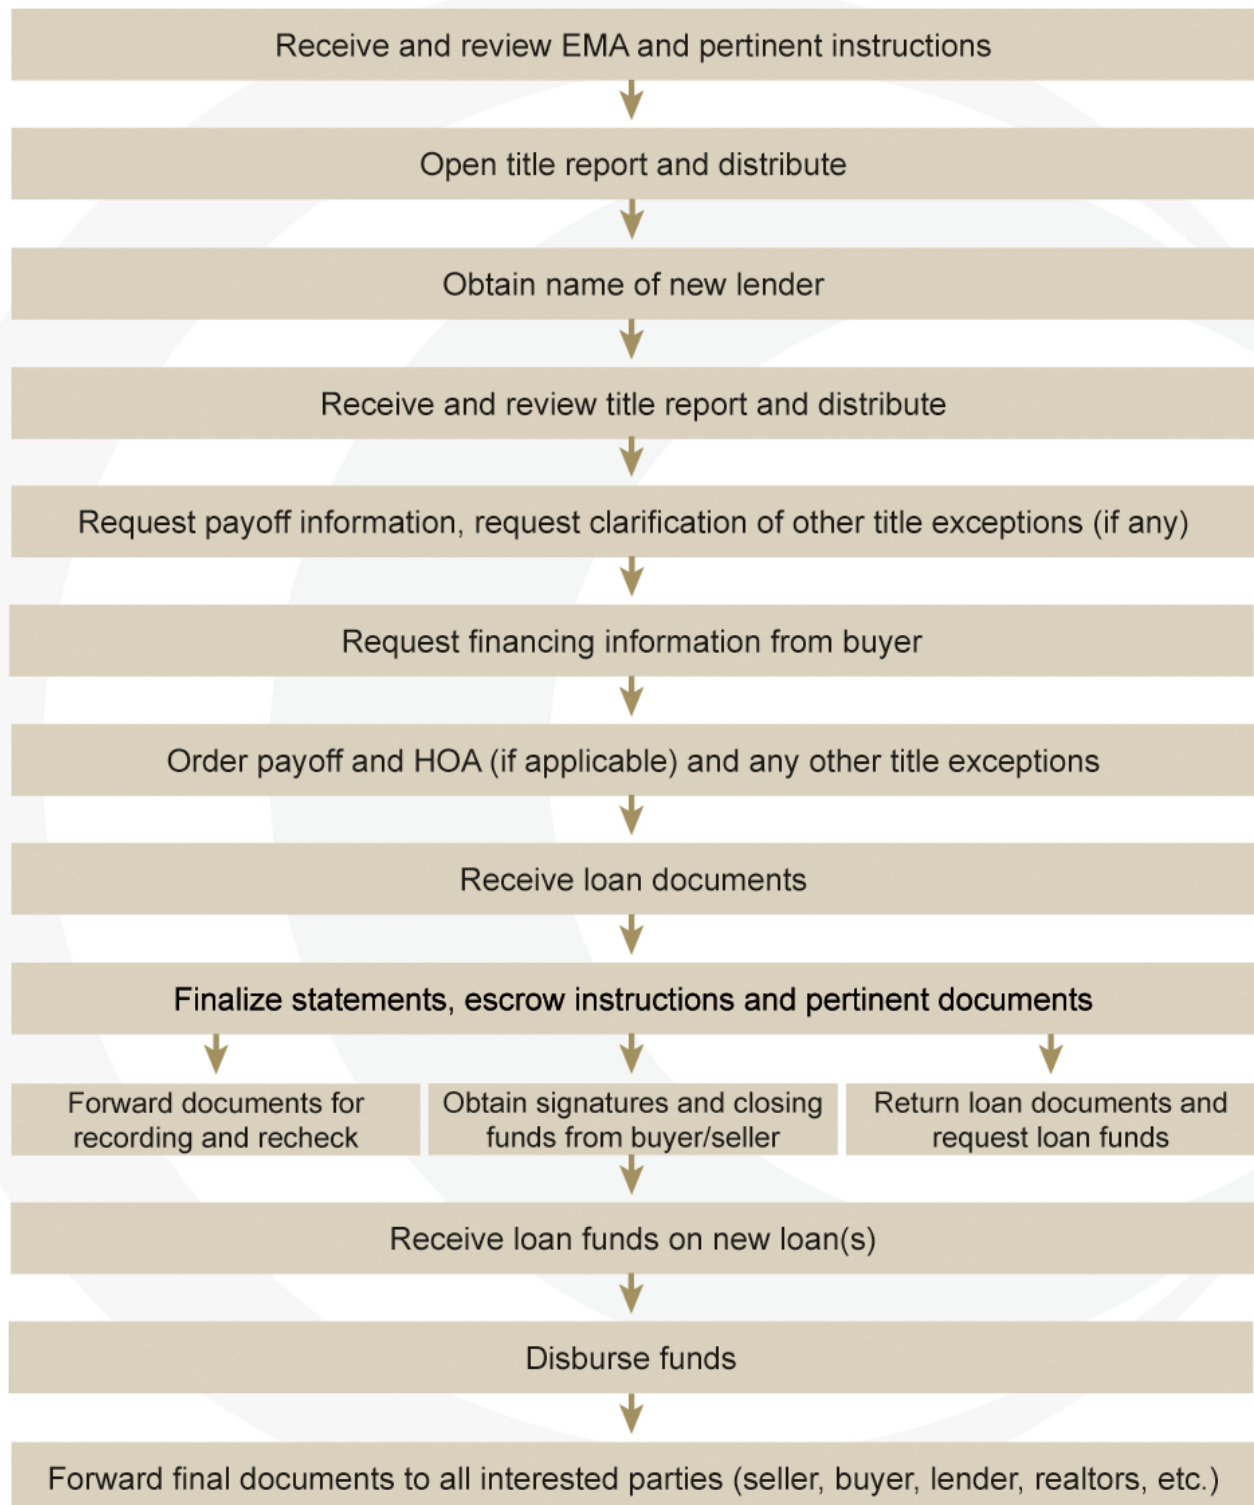 Receive and review EMA and pertinent instructions
Open title report and distribute
Obtain name of new lender
Receive and review title report and distribute
Request payoff information, request clarification of other title exceptions (if any)
Request financing information from buyer
Order payoff and HOA (if applicable) and any other title exceptions
Receive loan documents
Finalize statements, escrow instructions and pertinent documents
Forward documents for
recording and recheck
Obtain signatures and closing
funds from buyer/seller
Return loan documents and
request loan funds
Receive loan funds on new loan(s)
Disburse funds
Forward final documents to all interested parties (seller, buyer, lender, realtors, etc.)